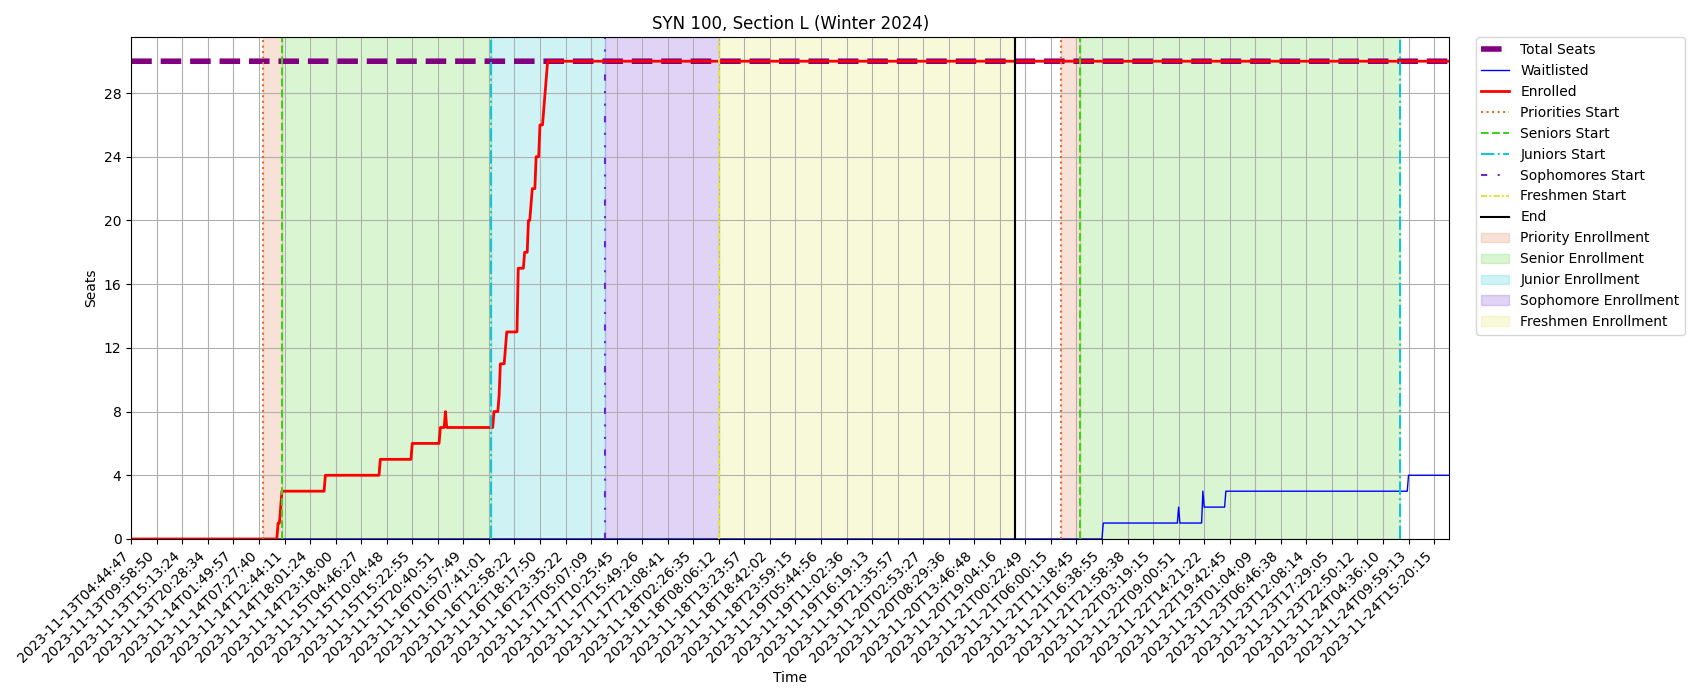 SYN 100, Section L (Winter 2024)
Seats
28
24
20
16
12
8
4
0
2023-11-13T04:44:47
2023-11-13T09:58:50
2023-11-13T15:13:24
2023-11-13T20:28:34
2023-11-14T01:49:57
2023-11-14T07:27:40
2023-11-14T12:44:11
2023-11-14T18:01:24
2023-11-14T23:18:00
2023-11-15T04:46:27
2023-11-15T10:04:48
2023-11-15T15:22:55
2023-11-15T20:40:51
2023-11-16T01:57:49
2023-11-16T07:41:01
2023-11-16T12:58:22
2023-11-16T18:17:50
2023-11-16T23:35:22
2023-11-17T05:07:09
2023-11-17T10:25:45
2023-11-17T15:49:26
2023-11-17T21:08:41
2023-11-18T02:26:35
2023-11-18T08:06:12
2023-11-18T13:23:57
2023-11-18T18:42:02
2023-11-18T23:59:15
2023-11-19T05:44:56
2023-11-19T11:02:36
2023-11-19T16:19:13
2023-11-19T21:35:57
2023-11-20T02:53:27
2023-11-20T08:29:36
2023-11-20T13:46:48
2023-11-20T19:04:16
2023-11-21T00:22:49
2023-11-21T06:00:15
2023-11-21T11:18:45
2023-11-21T16:38:55
2023-11-21T21:58:38
2023-11-22T03:19:15
2023-11-22T09:00:51
2023-11-22T14:21:22
2023-11-22T19:42:45
2023-11-23T01:04:09
2023-11-23T06:46:38
2023-11-23T12:08:14
2023-11-23T17:29:05
2023-11-23T22:50:12
2023-11-24T04:36:10
2023-11-24T09:59:13
2023-11-24T15:20:15
Time
Total Seats
Waitlisted
Enrolled
Priorities Start
Seniors Start
Juniors Start
Sophomores Start
Freshmen Start
End
Priority Enrollment
Senior Enrollment
Junior Enrollment
Sophomore Enrollment
Freshmen Enrollment